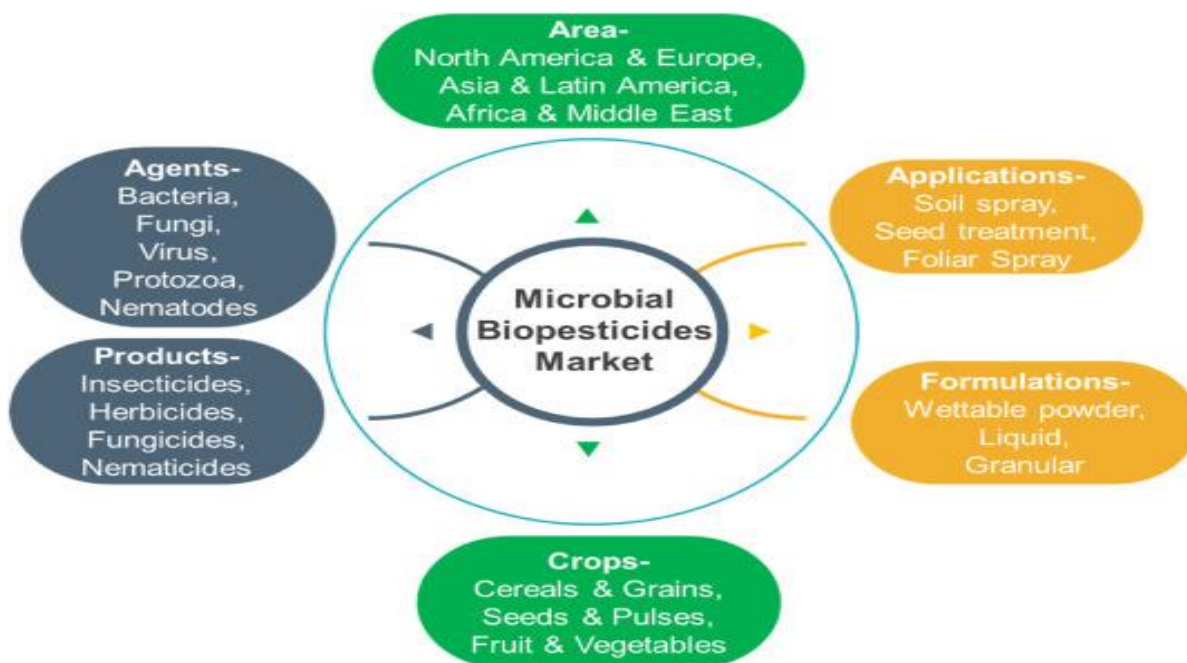 Area-
North America & Europe,
Asia & Latin America,
Africa & Middle East
Agents-
Bacteria,
Fungi,
Virus,
Protozoa,
Nematodes
Applications-
Soil spray,
Seed treatment,
Foliar Spray
Microbial
Biopesticides
Market
Products-
Insecticides,
Herbicides,
Fungicides,
Nematicides
Formulations-
Wettable powder,
Liquid,
Granular
Crops-
Cereals & Grains,
Seeds & Pulses,
Fruit & Vegetables